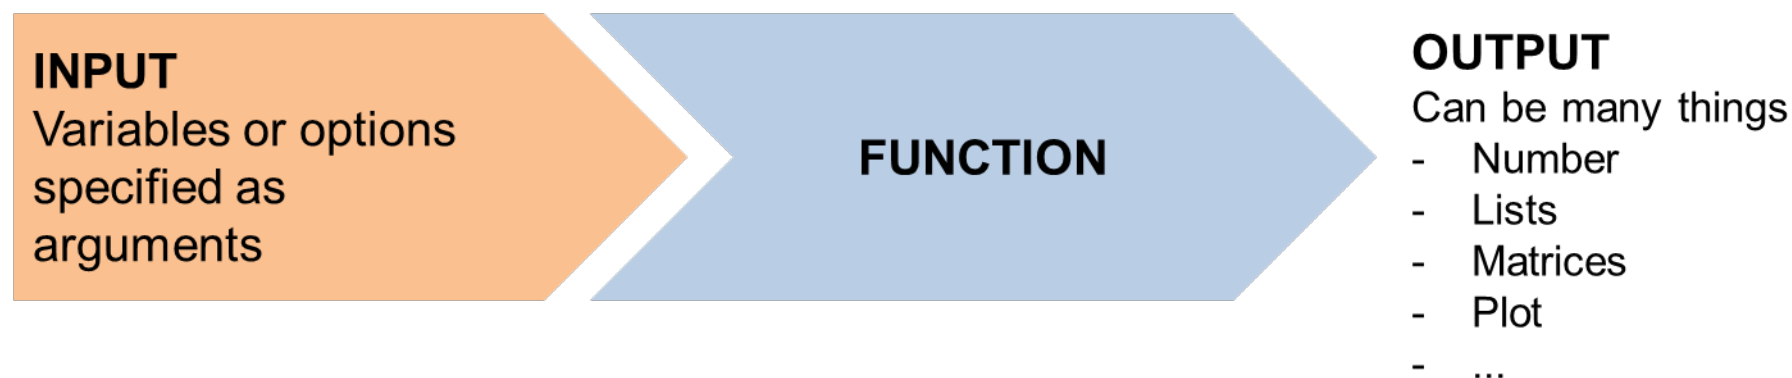 INPUT
Variables or options
specified as
arguments
FUNCTION
OUTPUT
Can be many things
- Number
- Lists
- Matrices
- Plot
- ...